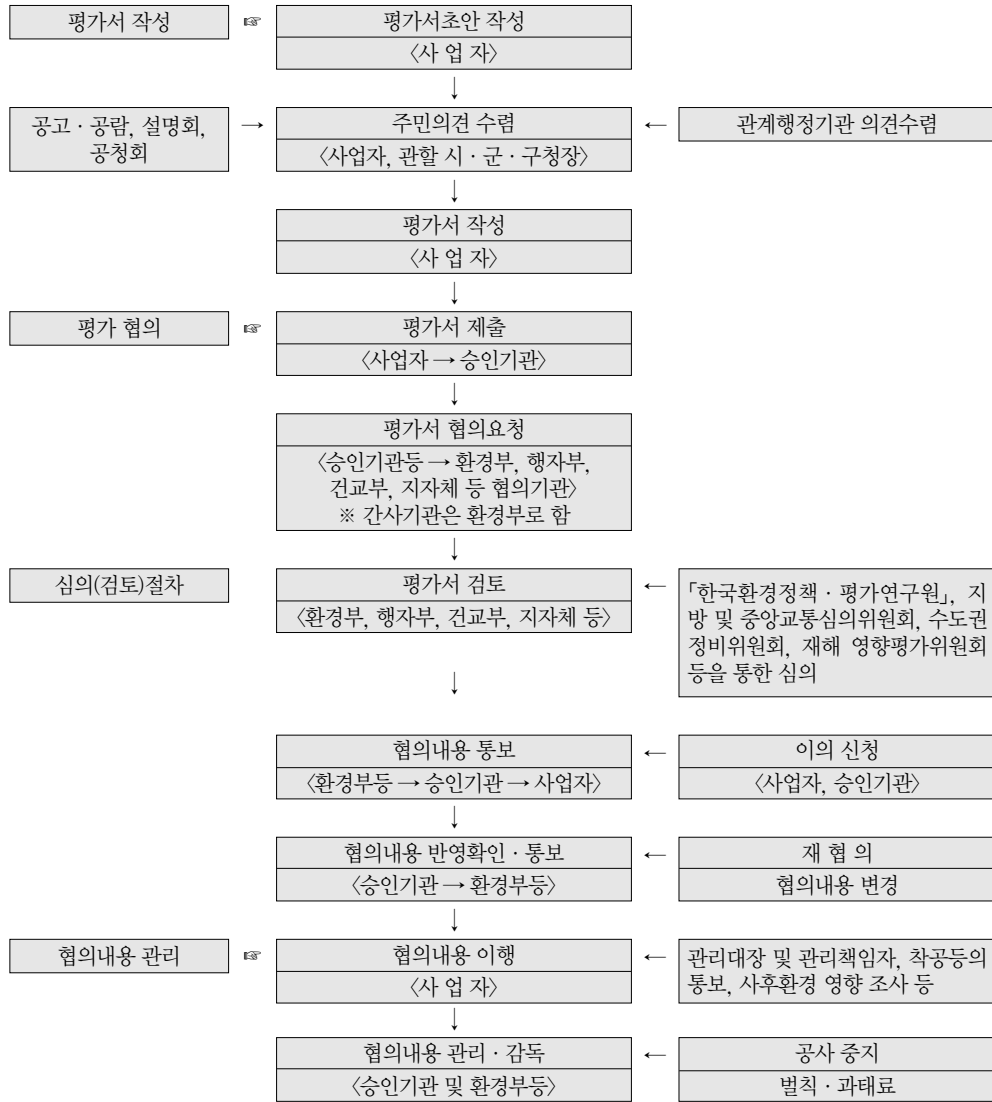 평가서 작성
☞
평가서초안 작성
〈사 업 자〉
↓
공고 · 공람, 설명회,
공청회
→
주민의견 수렴
〈사업자, 관할 시 · 군 · 구청장〉
←
관계행정기관 의견수렴
↓
평가서 작성
〈사 업 자〉
↓
평가 협의
☞
평가서 제출
〈사업자 → 승인기관〉
↓
평가서 협의요청
〈승인기관등 → 환경부, 행자부,
건교부, 지자체 등 협의기관〉
※ 간사기관은 환경부로 함
↓
심의(검토)절차
평가서 검토
〈환경부, 행자부, 건교부, 지자체 등〉
←
「한국환경정책 · 평가연구원」, 지
방 및 중앙교통심의위원회, 수도권
정비위원회, 재해 영향평가위원회
등을 통한 심의
↓
협의내용 통보
〈환경부등 → 승인기관 → 사업자〉
←
이의 신청
〈사업자, 승인기관〉
↓
협의내용 반영확인 · 통보
〈승인기관 → 환경부등〉
←
재 협 의
협의내용 변경
↓
협의내용 관리
☞
협의내용 이행
〈사 업 자〉
←
관리대장 및 관리책임자, 착공등의
통보, 사후환경 영향 조사 등
↓
협의내용 관리 · 감독
〈승인기관 및 환경부등〉
←
공사 중지
벌칙 · 과태료